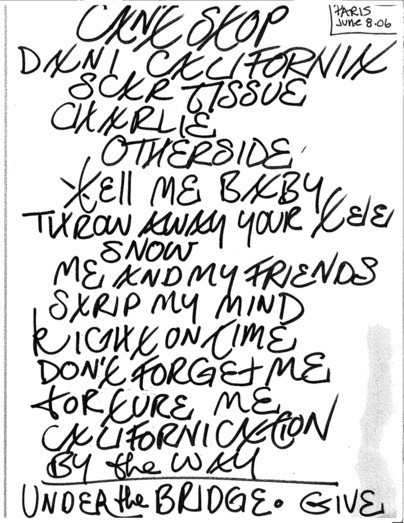 PARIS
JUNE 8.06
CAN'T STOP
DANI CALIFORNIA
SCAR TISSUE
CHARLIE
OTHERSIDE
tell ME BABY
THROW AWAY YOUR TELE
SNOW
ME AND MY FRIENDS
STRIP MY MIND
RIGHT ON TIME
DON'T FORGET ME
TORTURE ME
CALIFORNICATION
BY the WAY
UNDER the BRIDGE. GIVE